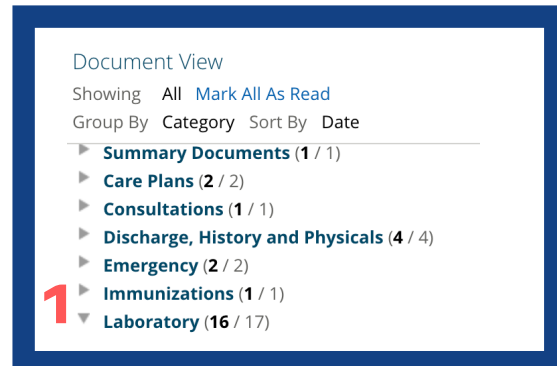 Document View
Showing All Mark All As Read
Group By Category Sort By Date
Summary Documents (1 / 1)
Care Plans (2 / 2)
Consultations (1 / 1)
Discharge, History and Physicals (4 / 4)
Emergency (2 / 2)
Immunizations (1 / 1)
1
Laboratory (16 / 17)